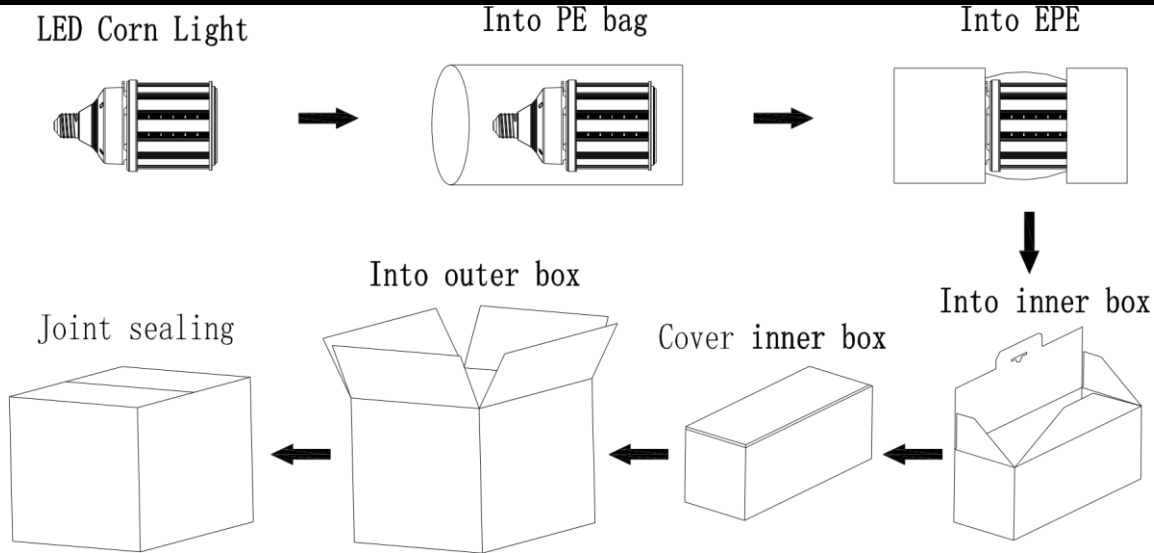 LED Corn Light
Into PE bag
Into EPE
Into inner box
Cover inner box
Into outer box
Joint sealing